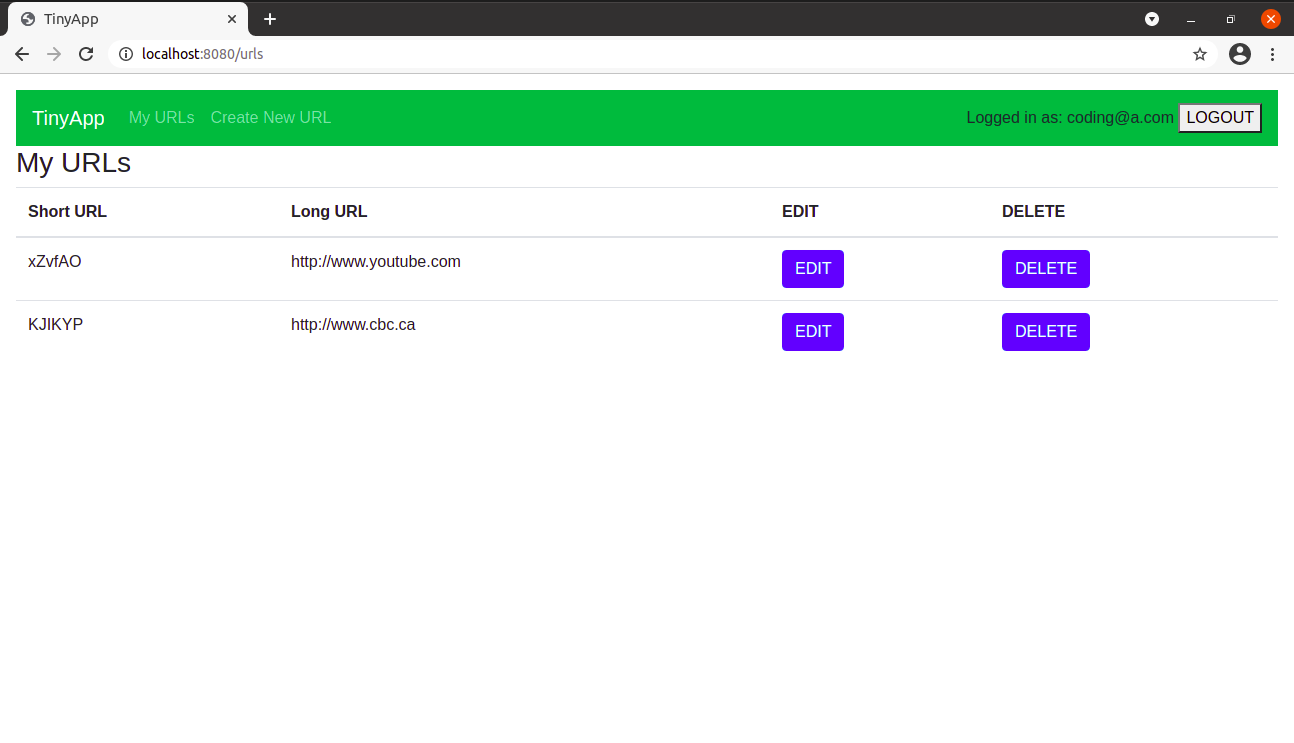 TinyApp
localhost:8080/urls
TinyApp My URLs Create New URL Logged in as: coding@a.com LOGOUT
My URLs
Short URL Long URL EDIT DELETE
xZvfAO http://www.youtube.com EDIT DELETE
KJIKYP http://www.cbc.ca EDIT DELETE